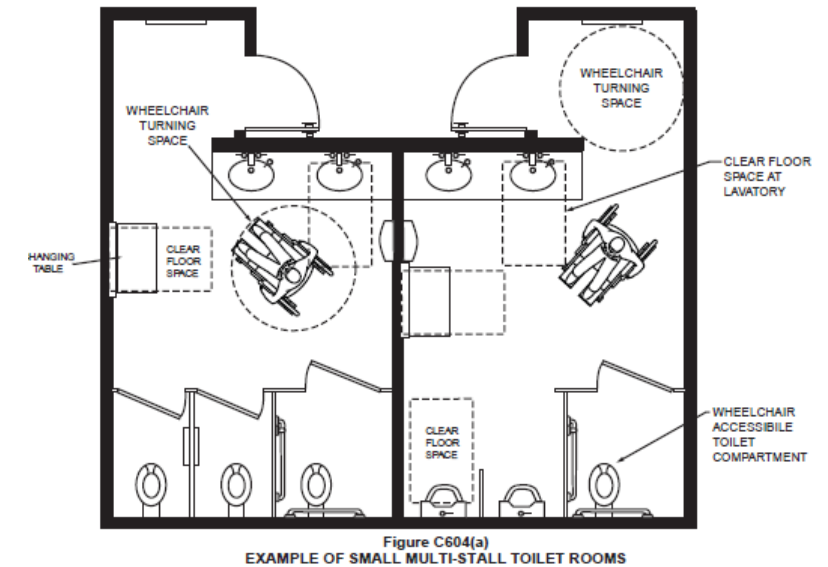 WHEELCHAIR
TURNING
SPACE
WHEELCHAIR
TURNING
SPACE
CLEAR FLOOR
SPACE AT
LAVATORY
HANGING
TABLE
CLEAR
FLOOR
SPACE
CLEAR
FLOOR
SPACE
WHEELCHAIR
ACCESSIBILE
TOILET
COMPARTMENT
Figure C604(a)
EXAMPLE OF SMALL MULTI-STALL TOILET ROOMS